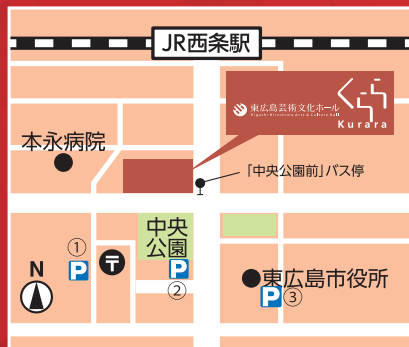 JR西条駅
東広島芸術文化ホール
Higashi Hiroshima Arts & Culture Hall
くらら
Kurara
本永病院
「中央公園前」バス停
中央
公園
① P
〒
P
②
N
東広島市役所
P ③